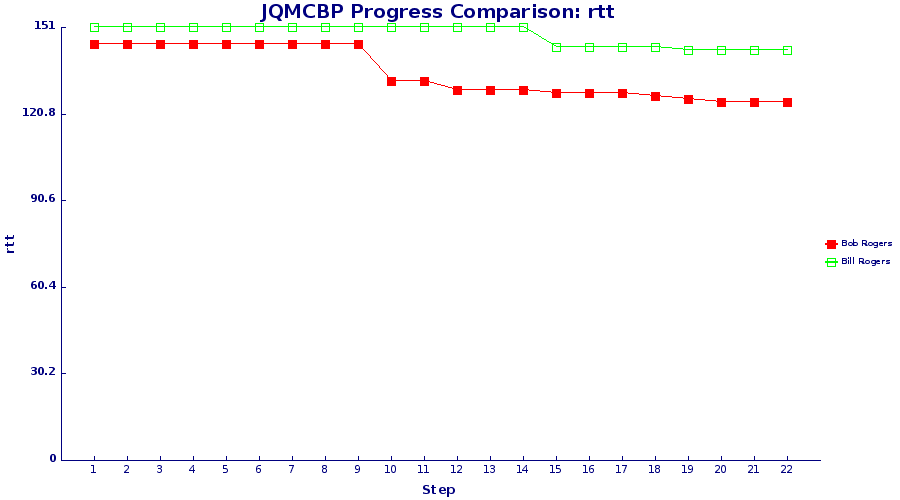 JQMCBP Progress Comparison: rtt
151
120.8
90.6
60.4
30.2
0
rtt
1 2 3 4 5 6 7 8 9 10 11 12 13 14 15 16 17 18 19 20 21 22
Step
Bob Rogers
Bill Rogers